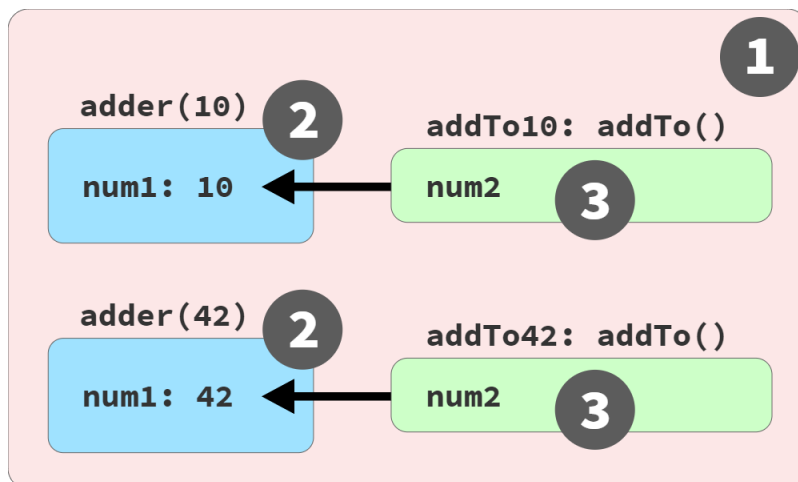 1
adder(10)
2
addTo10: addTo()
num1: 10
num2
3
adder(42)
2
addTo42: addTo()
num1: 42
num2
3